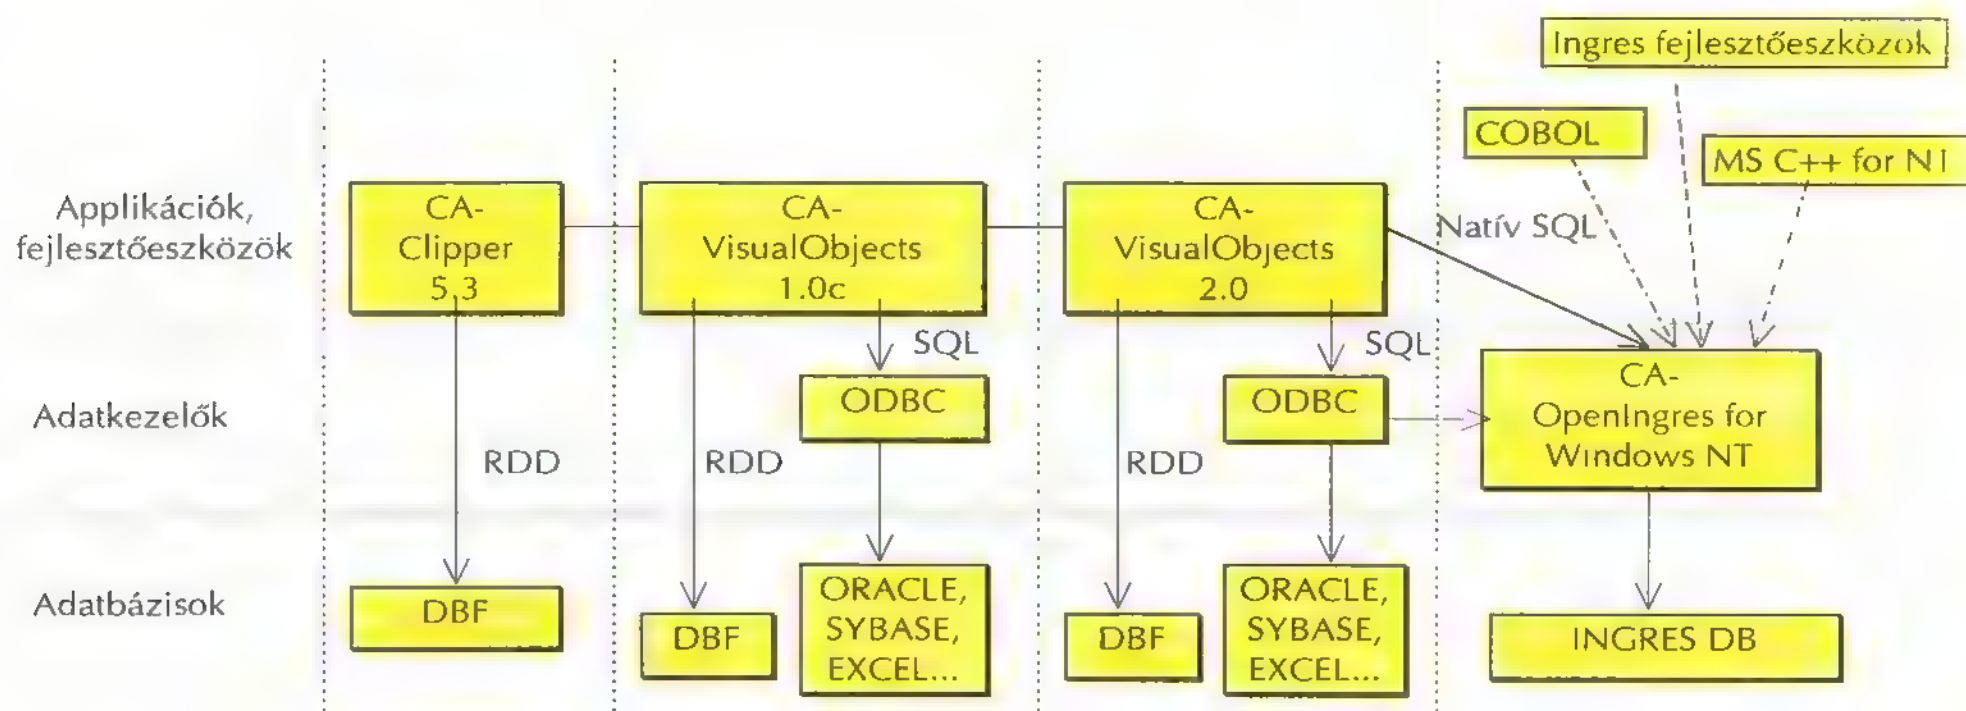 Ingres fejlesztőeszközok
COBOL
MS C++ for NT
Applikációk,
fejlesztőeszközök
CA-
Clipper
5.3
CA-
VisualObjects
1.0c
CA-
VisualObjects
2.0
Natív SQL
SQL
SQL
Adatkezelők
ODBC
ODBC
CA-
OpenIngres for
Windows NT
RDD
RDD
RDD
Adatbázisok
DBF
DBF
ORACLE,
SYBASE,
EXCEL...
DBF
ORACLE,
SYBASE,
EXCEL...
INGRES DB